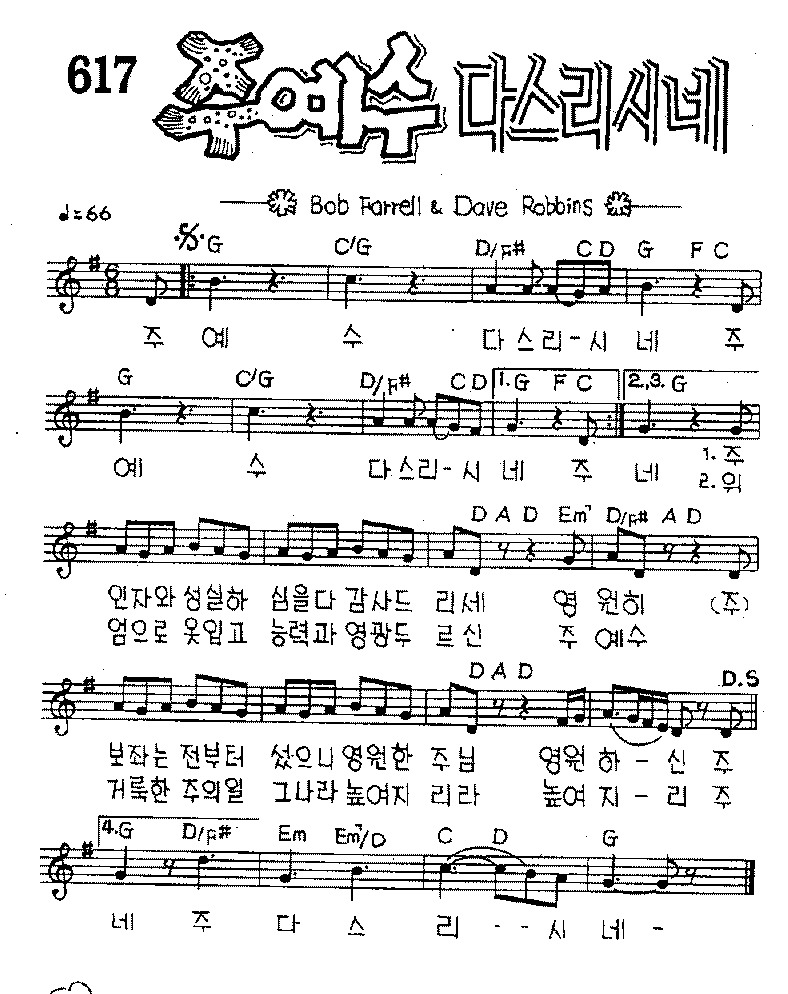 617
주 예수 다스리시네
Bob Farrell & Dave Robbins
♩=66
G C/G D/F# C D G F C
주 예 수 다 스 리 - 시 네 주
G C/G D/F# C D 1. G F C 2,3. G
예 수 다 스 리 - 시 네 주 네 1. 주
2. 위
D A D Em7 D/F# A D
인자와 성실하 심을다 감사드 리세 영 원히 (주)
엄으로 옷입고 능력과 영광두 르신 주 예수
D A D D.S
보좌는 전부터 섰으니 영원한 주님 영원 하 - 신 주
거룩한 주의일 그나라 높여지 리라 높여 지 - 리 주
4. G D/F# Em Em7/D C D G
네 주 다 스 리 - - 시 네 -